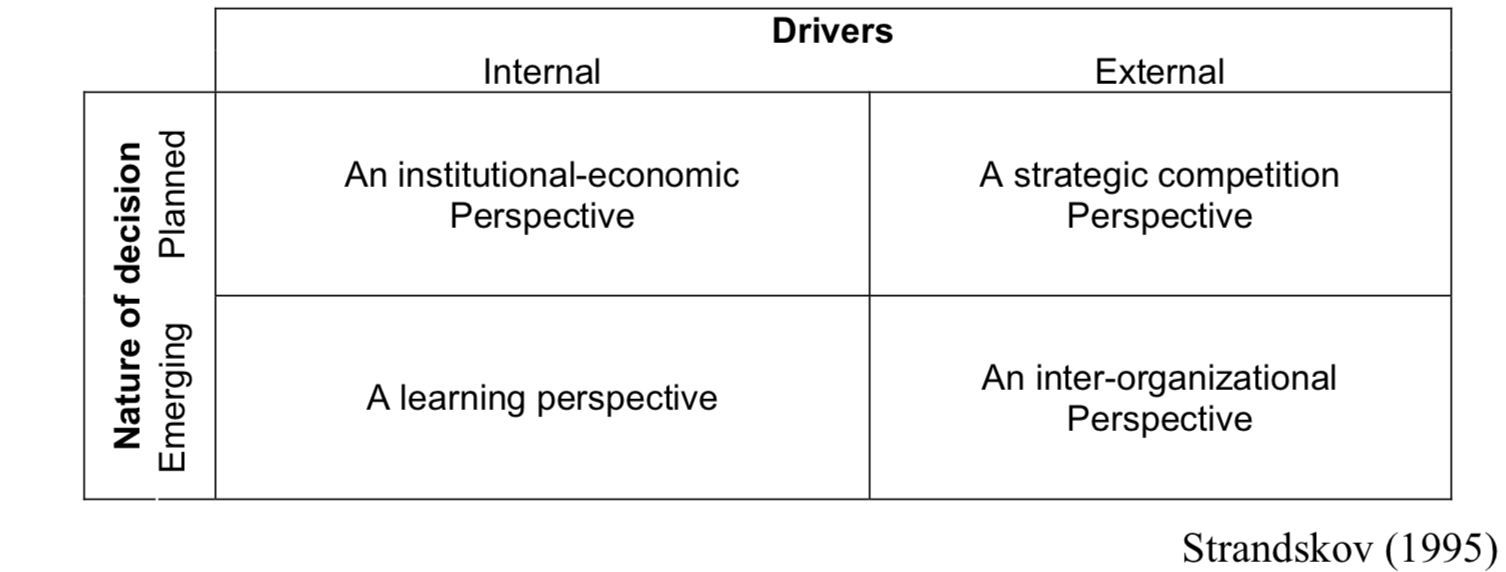 Drivers
Internal
External
Nature of decision
Planned
An institutional-economic
Perspective
A strategic competition
Perspective
Emerging
A learning perspective
An inter-organizational
Perspective
Strandskov (1995)